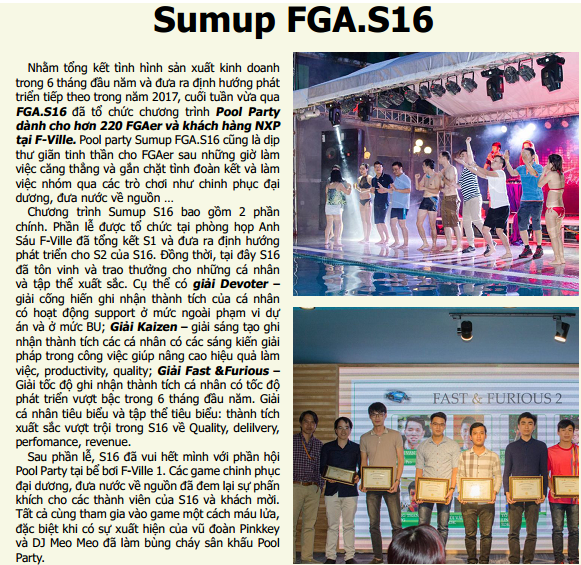 Sumup FGA.S16
Nhằm tổng kết tình hình sản xuất kinh doanh
trong 6 tháng đầu năm và đưa ra định hướng phát
triển tiếp theo trong năm 2017, cuối tuần vừa qua
FGA.S16 đã tổ chức chương trình Pool Party
dành cho hơn 220 FGAer và khách hàng NXP
tại F-Ville. Pool party Sumup FGA.S16 cũng là dịp
thư giãn tinh thần cho FGAer sau những giờ làm
việc căng thẳng và gắn chặt tình đoàn kết và làm
việc nhóm qua các trò chơi như chinh phục đại
dương, đưa nước về nguồn ...
Chương trình Sumup S16 bao gồm 2 phần
chính. Phần lễ được tổ chức tại phòng họp Anh
Sáu F-Ville đã tổng kết S1 và đưa ra định hướng
phát triển cho S2 của S16. Đồng thời, tại đây S16
đã tôn vinh và trao thưởng cho những cá nhân
và tập thể xuất sắc. Cụ thể có giải Devoter –
giải cống hiến ghi nhận thành tích của cá nhân
có hoạt động support ở mức ngoài phạm vi dự
án và ở mức BU; Giải Kaizen – giải sáng tạo ghi
nhận thành tích các cá nhân có các sáng kiến giải
pháp trong công việc giúp nâng cao hiệu quả làm
việc, productivity, quality; Giải Fast &Furious –
Giải tốc độ ghi nhận thành tích cá nhân có tốc độ
phát triển vượt bậc trong 6 tháng đầu năm. Giải
cá nhân tiêu biểu và tập thể tiêu biểu: thành tích
xuất sắc vượt trội trong S16 về Quality, delilvery,
perfomance, revenue.
Sau phần lễ, S16 đã vui hết mình với phần hội
Pool Party tại bể bơi F-Ville 1. Các game chinh phục
đại dương, đưa nước về nguồn đã đem lại sự phấn
khích cho các thành viên của S16 và khách mời.
Tất cả cùng tham gia vào game một cách máu lửa,
đặc biệt khi có sự xuất hiện của vũ đoàn Pinkkey
và DJ Meo Meo đã làm bùng cháy sân khấu Pool
Party.
FAST & FURIOUS 2